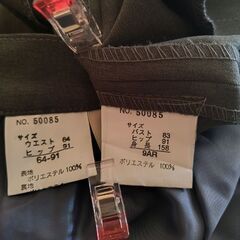 NO. 50085
サイズ
ウエスト 64
ヒップ 91
64-91
表地
ポリエステル 100%
裏地
NO. 50085
サイズ
バスト 83
ヒップ 91
身長 158
9AR
ポリエステル 100%